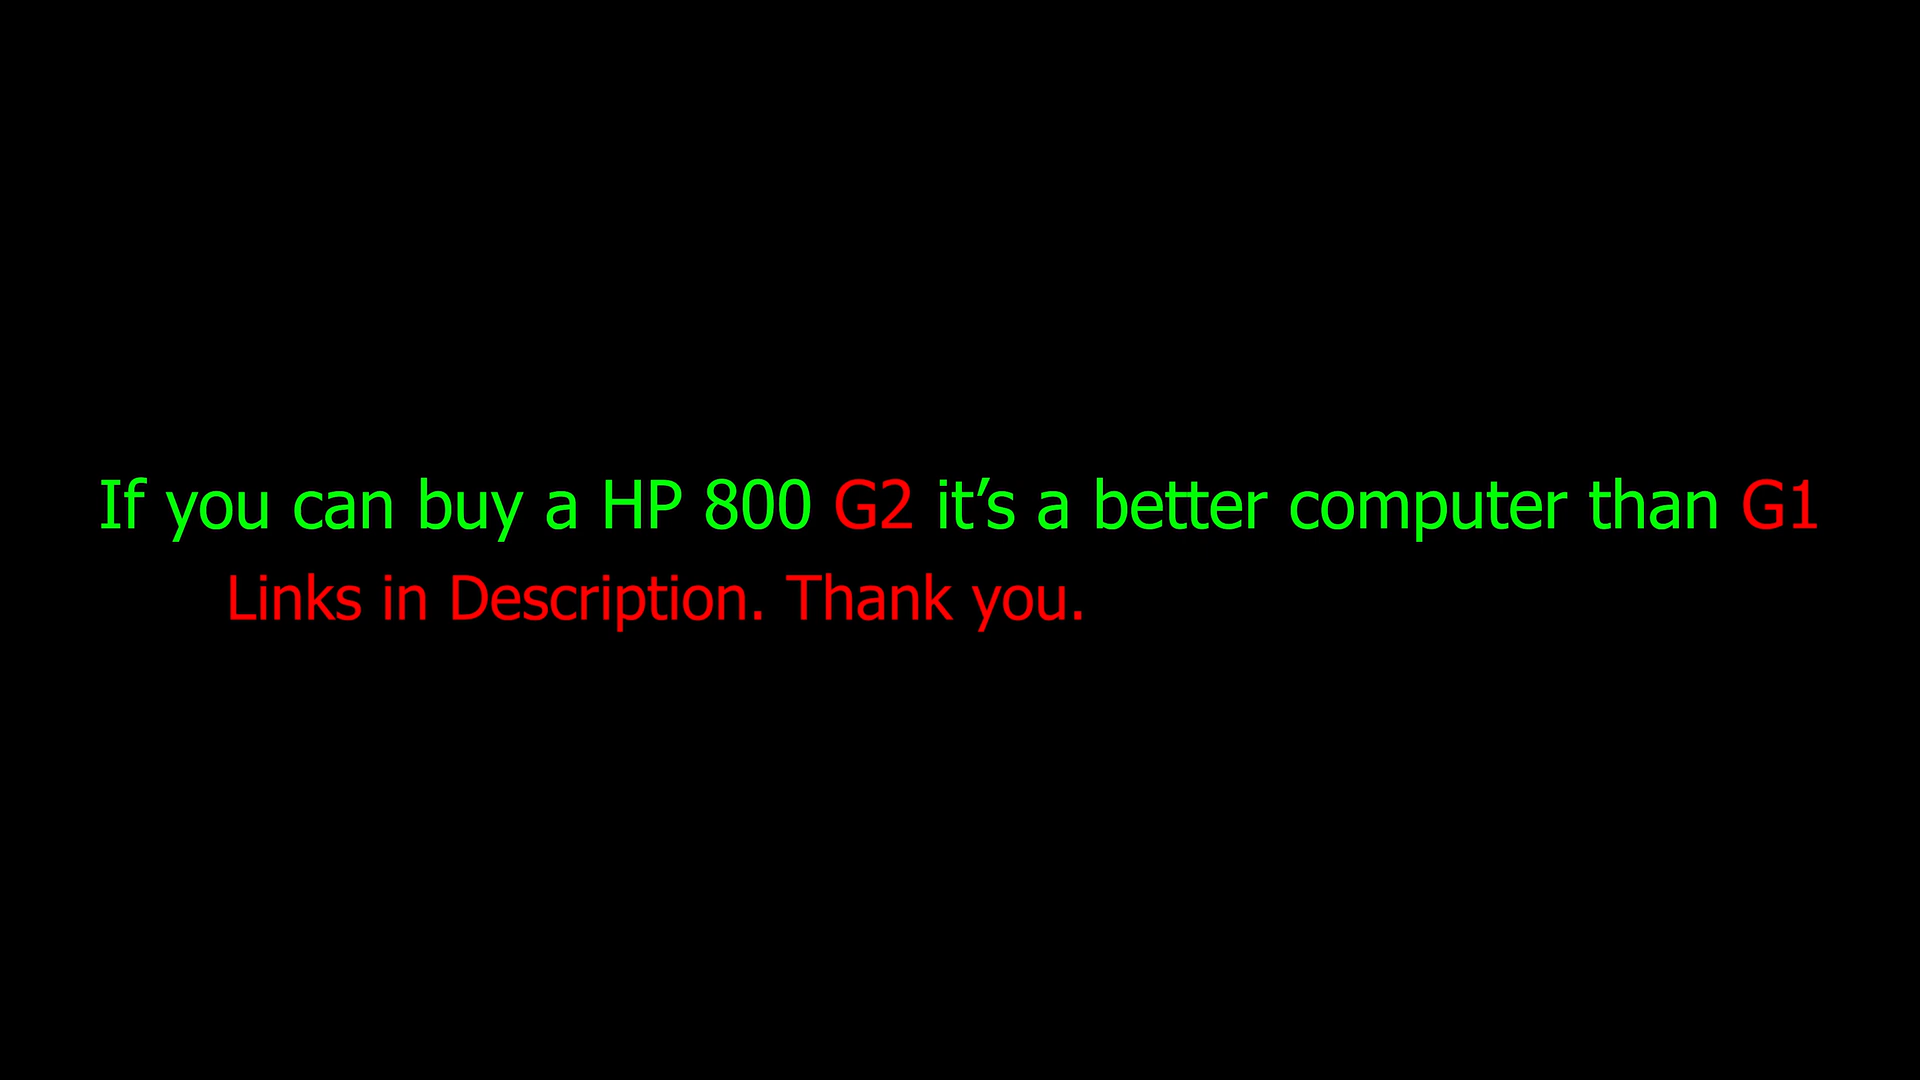 If you can buy a HP 800 G2 it’s a better computer than G1
Links in Description. Thank you.